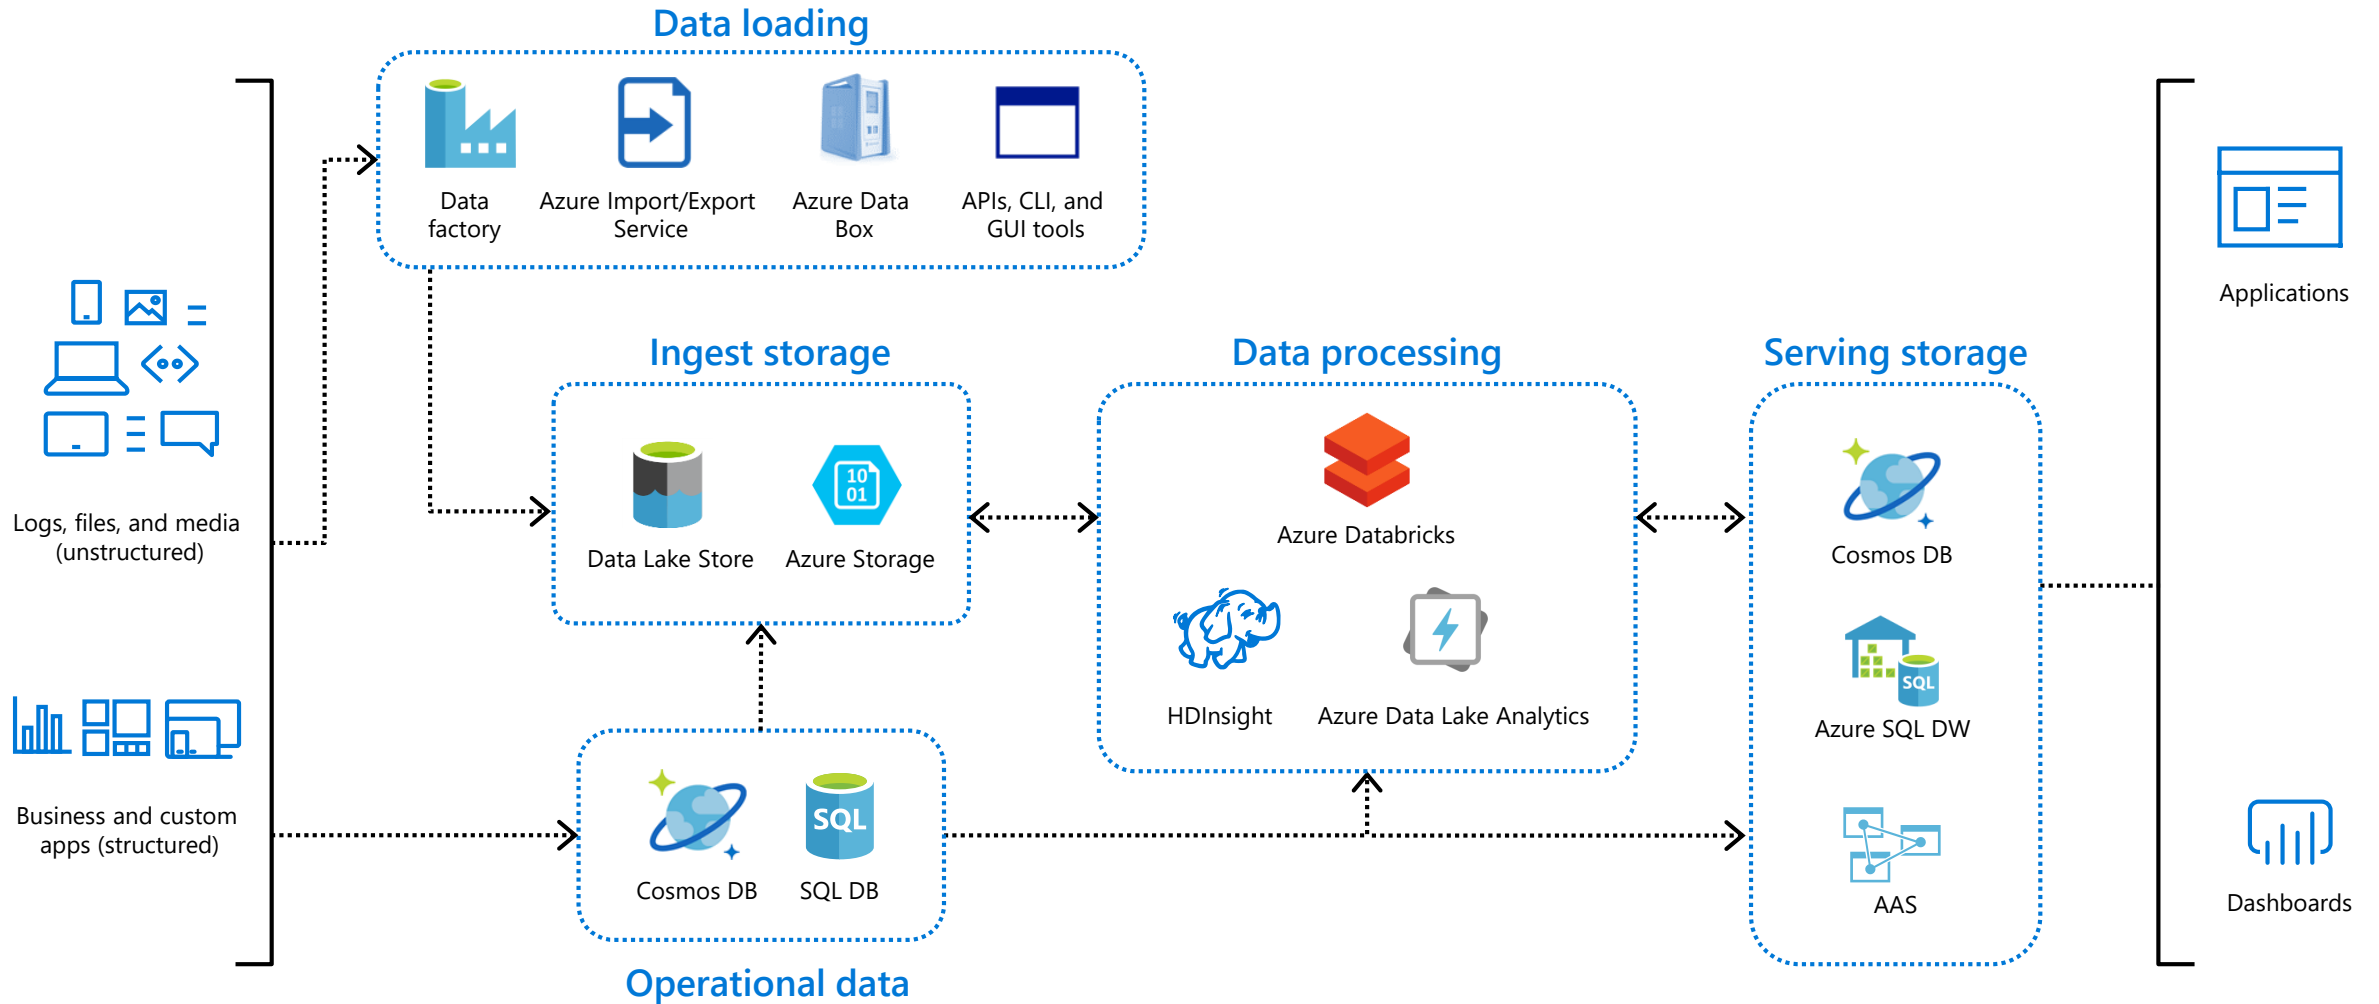 Data loading
Data
factory
Azure Import/Export
Service
Azure Data
Box
APIs, CLI, and
GUI tools
Logs, files, and media
(unstructured)
Business and custom
apps (structured)
Ingest storage
10
01
Data Lake Store
Azure Storage
Cosmos DB
SQL
SQL DB
Operational data
Data processing
Azure Databricks
HDInsight
Azure Data Lake Analytics
Serving storage
Cosmos DB
SQL
Azure SQL DW
AAS
Applications
Dashboards